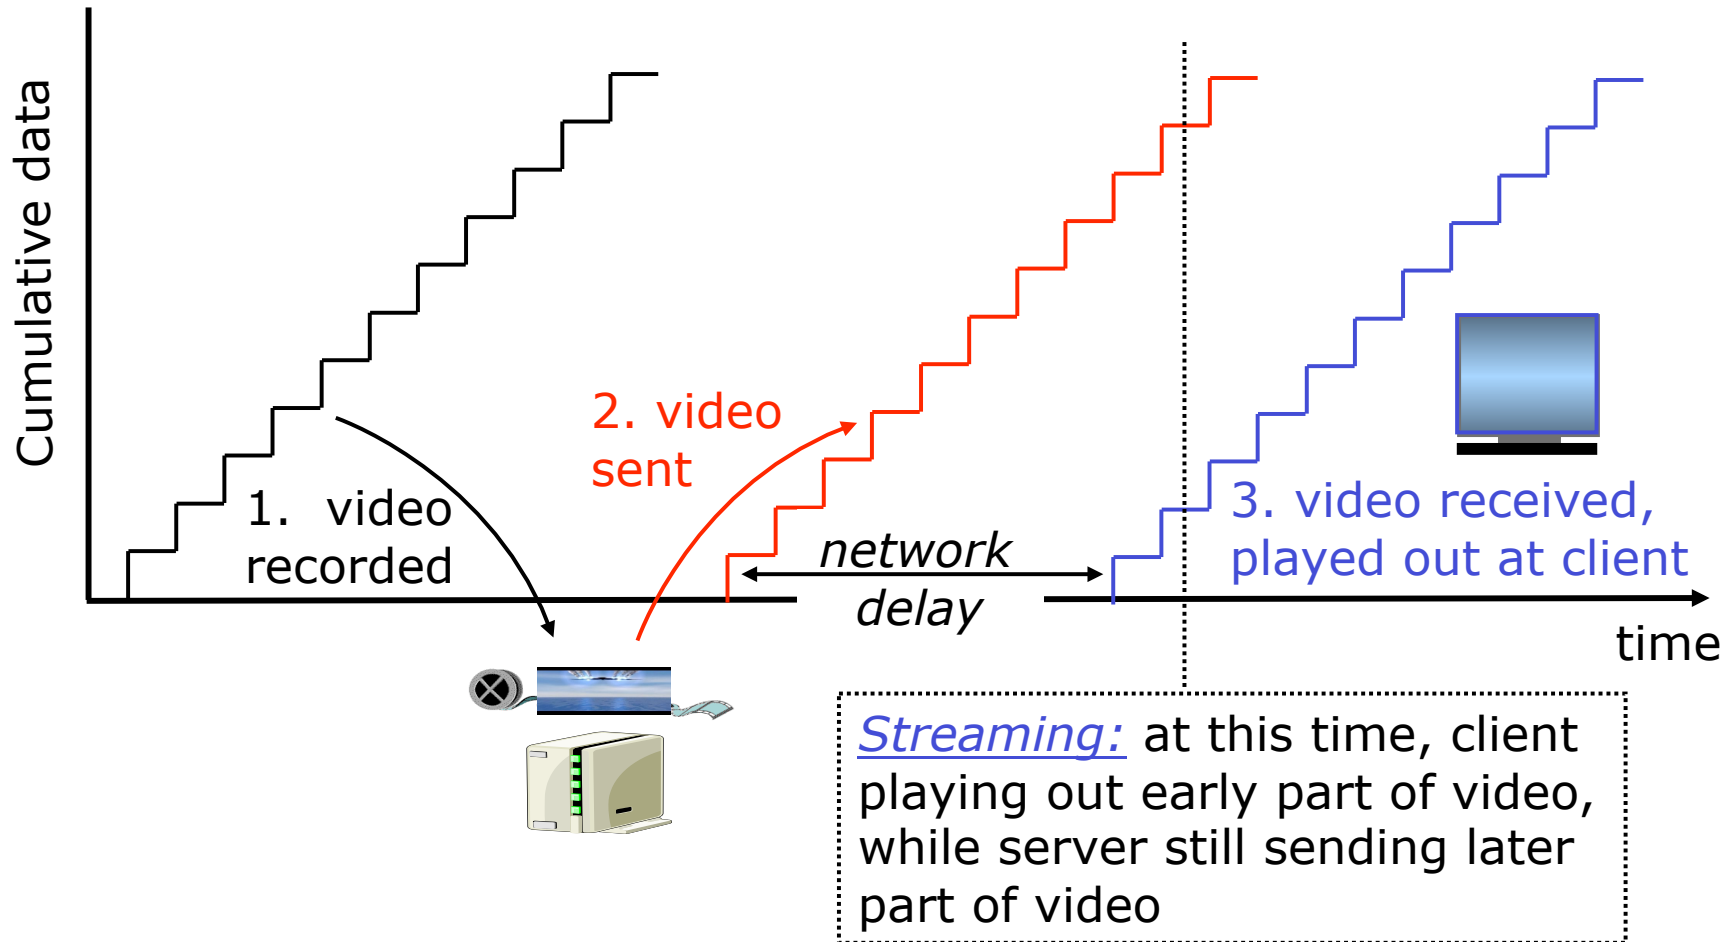 Cumulative data
1. video
recorded
2. video
sent
network
delay
3. video received,
played out at client
time
Streaming: at this time, client
playing out early part of video,
while server still sending later
part of video